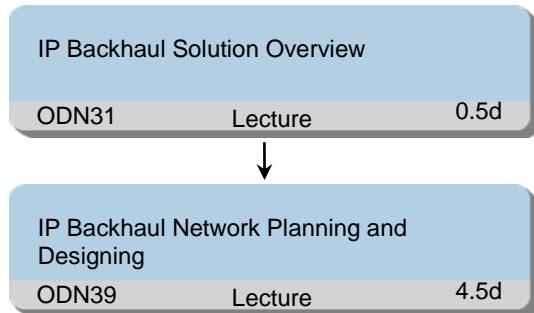 IP Backhaul Solution Overview
ODN31 Lecture 0.5d
IP Backhaul Network Planning and
Designing
ODN39 Lecture 4.5d